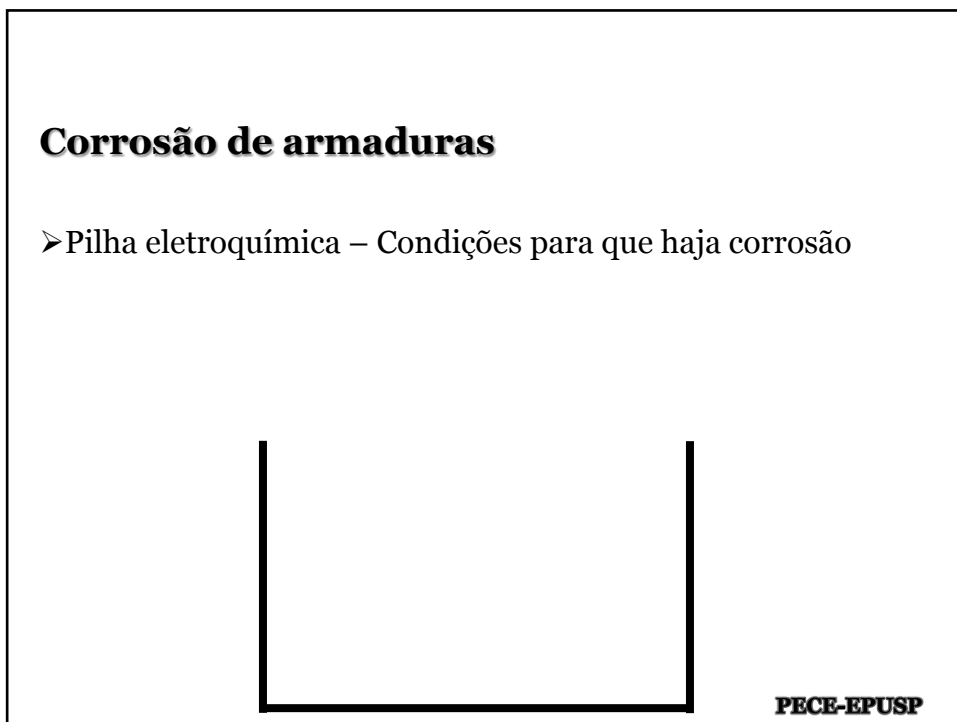 Corrosão de armaduras
➢Pilha eletroquímica – Condições para que haja corrosão
PECE-EPUSP